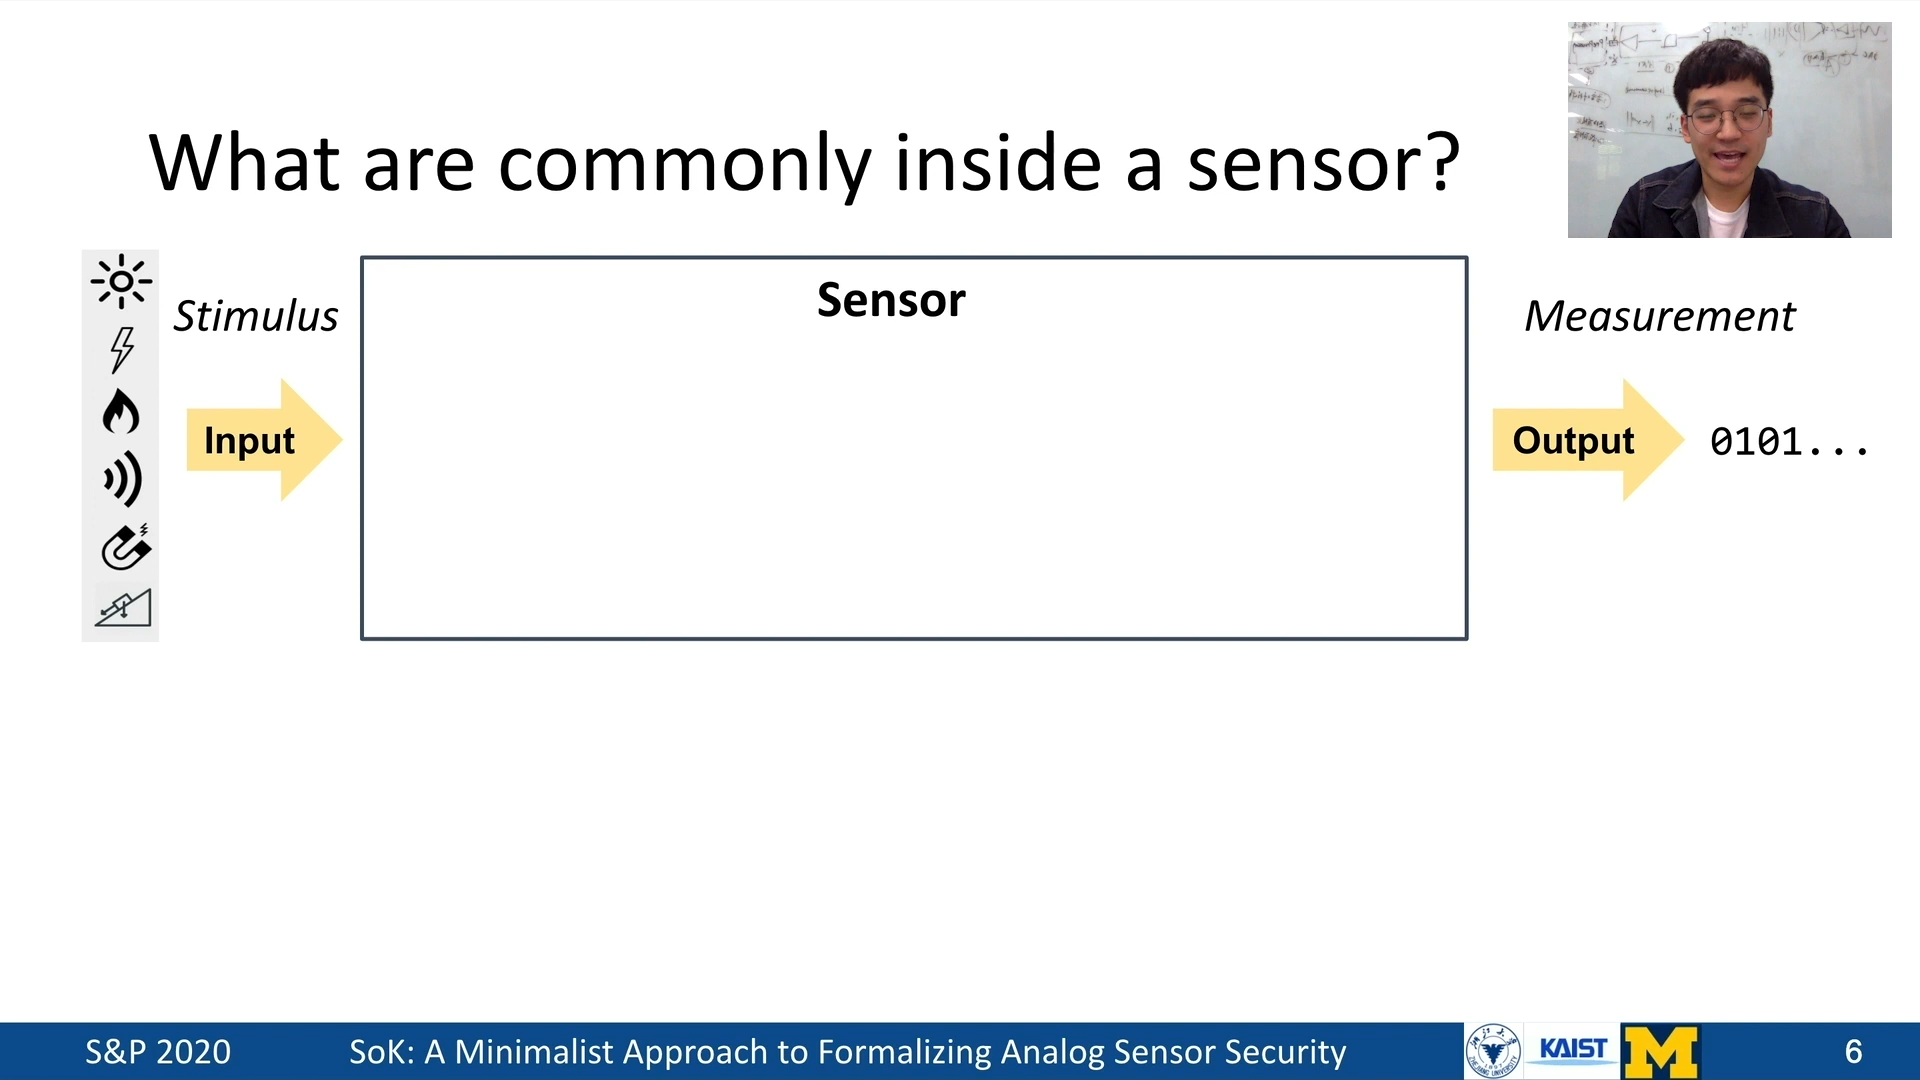 What are commonly inside a sensor?
Stimulus
Sensor
Measurement
Input
Output
0101...
S&P 2020
SoK: A Minimalist Approach to Formalizing Analog Sensor Security
KAIST
M
6